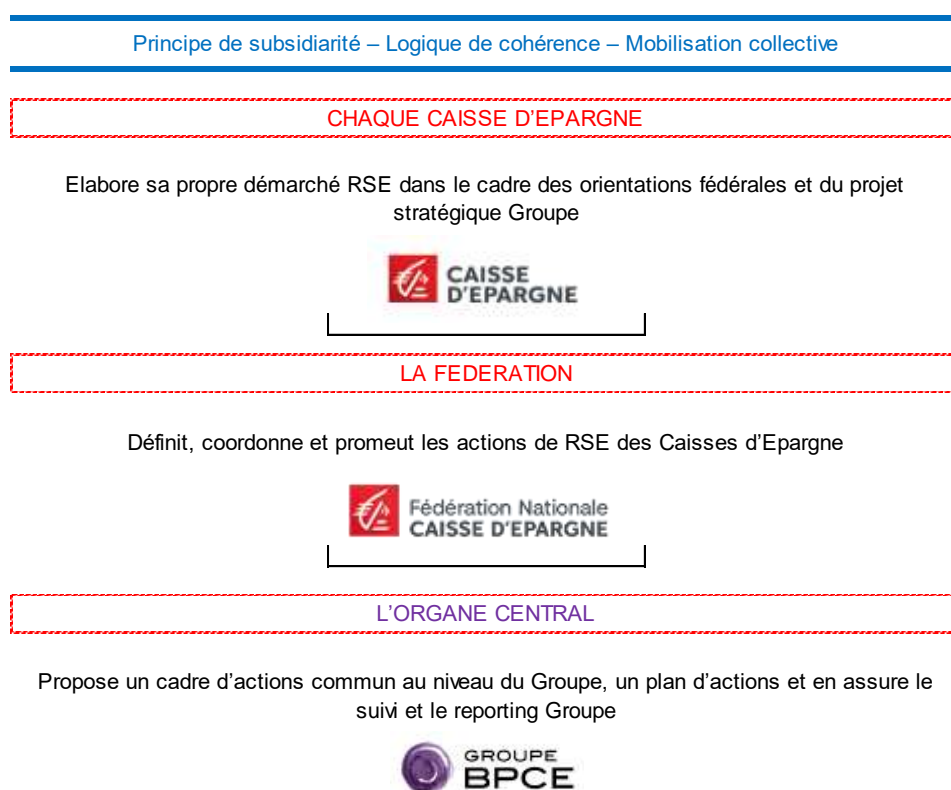 Principe de subsidiarité – Logique de cohérence – Mobilisation collective
CHAQUE CAISSE D'EPARGNE
Elabore sa propre démarché RSE dans le cadre des orientations fédérales et du projet
stratégique Groupe
CAISSE
D'EPARGNE
LA FEDERATION
Définit, coordonne et promeut les actions de RSE des Caisses d'Epargne
Fédération Nationale
CAISSE D'EPARGNE
L'ORGANE CENTRAL
Propose un cadre d'actions commun au niveau du Groupe, un plan d'actions et en assure le
suivi et le reporting Groupe
GROUPE
BPCE